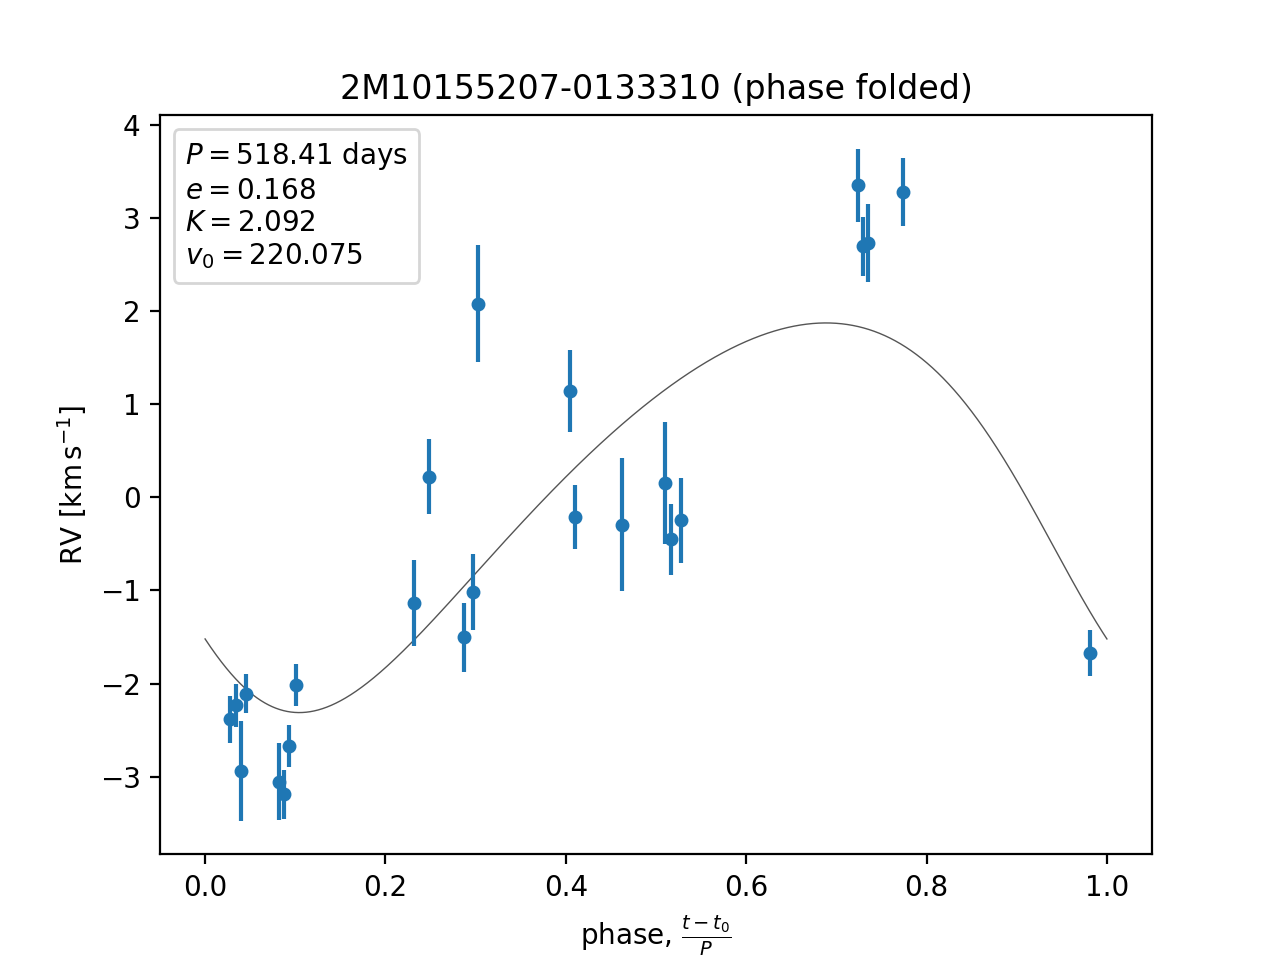 2M10155207-0133310 (phase folded)
P = 518.41 days
e = 0.168
K = 2.092
v₀ = 220.075
4
3
2
1
0
−1
−2
−3
RV [km s⁻¹]
0.0 0.2 0.4 0.6 0.8 1.0
phase, (t − t₀)/P